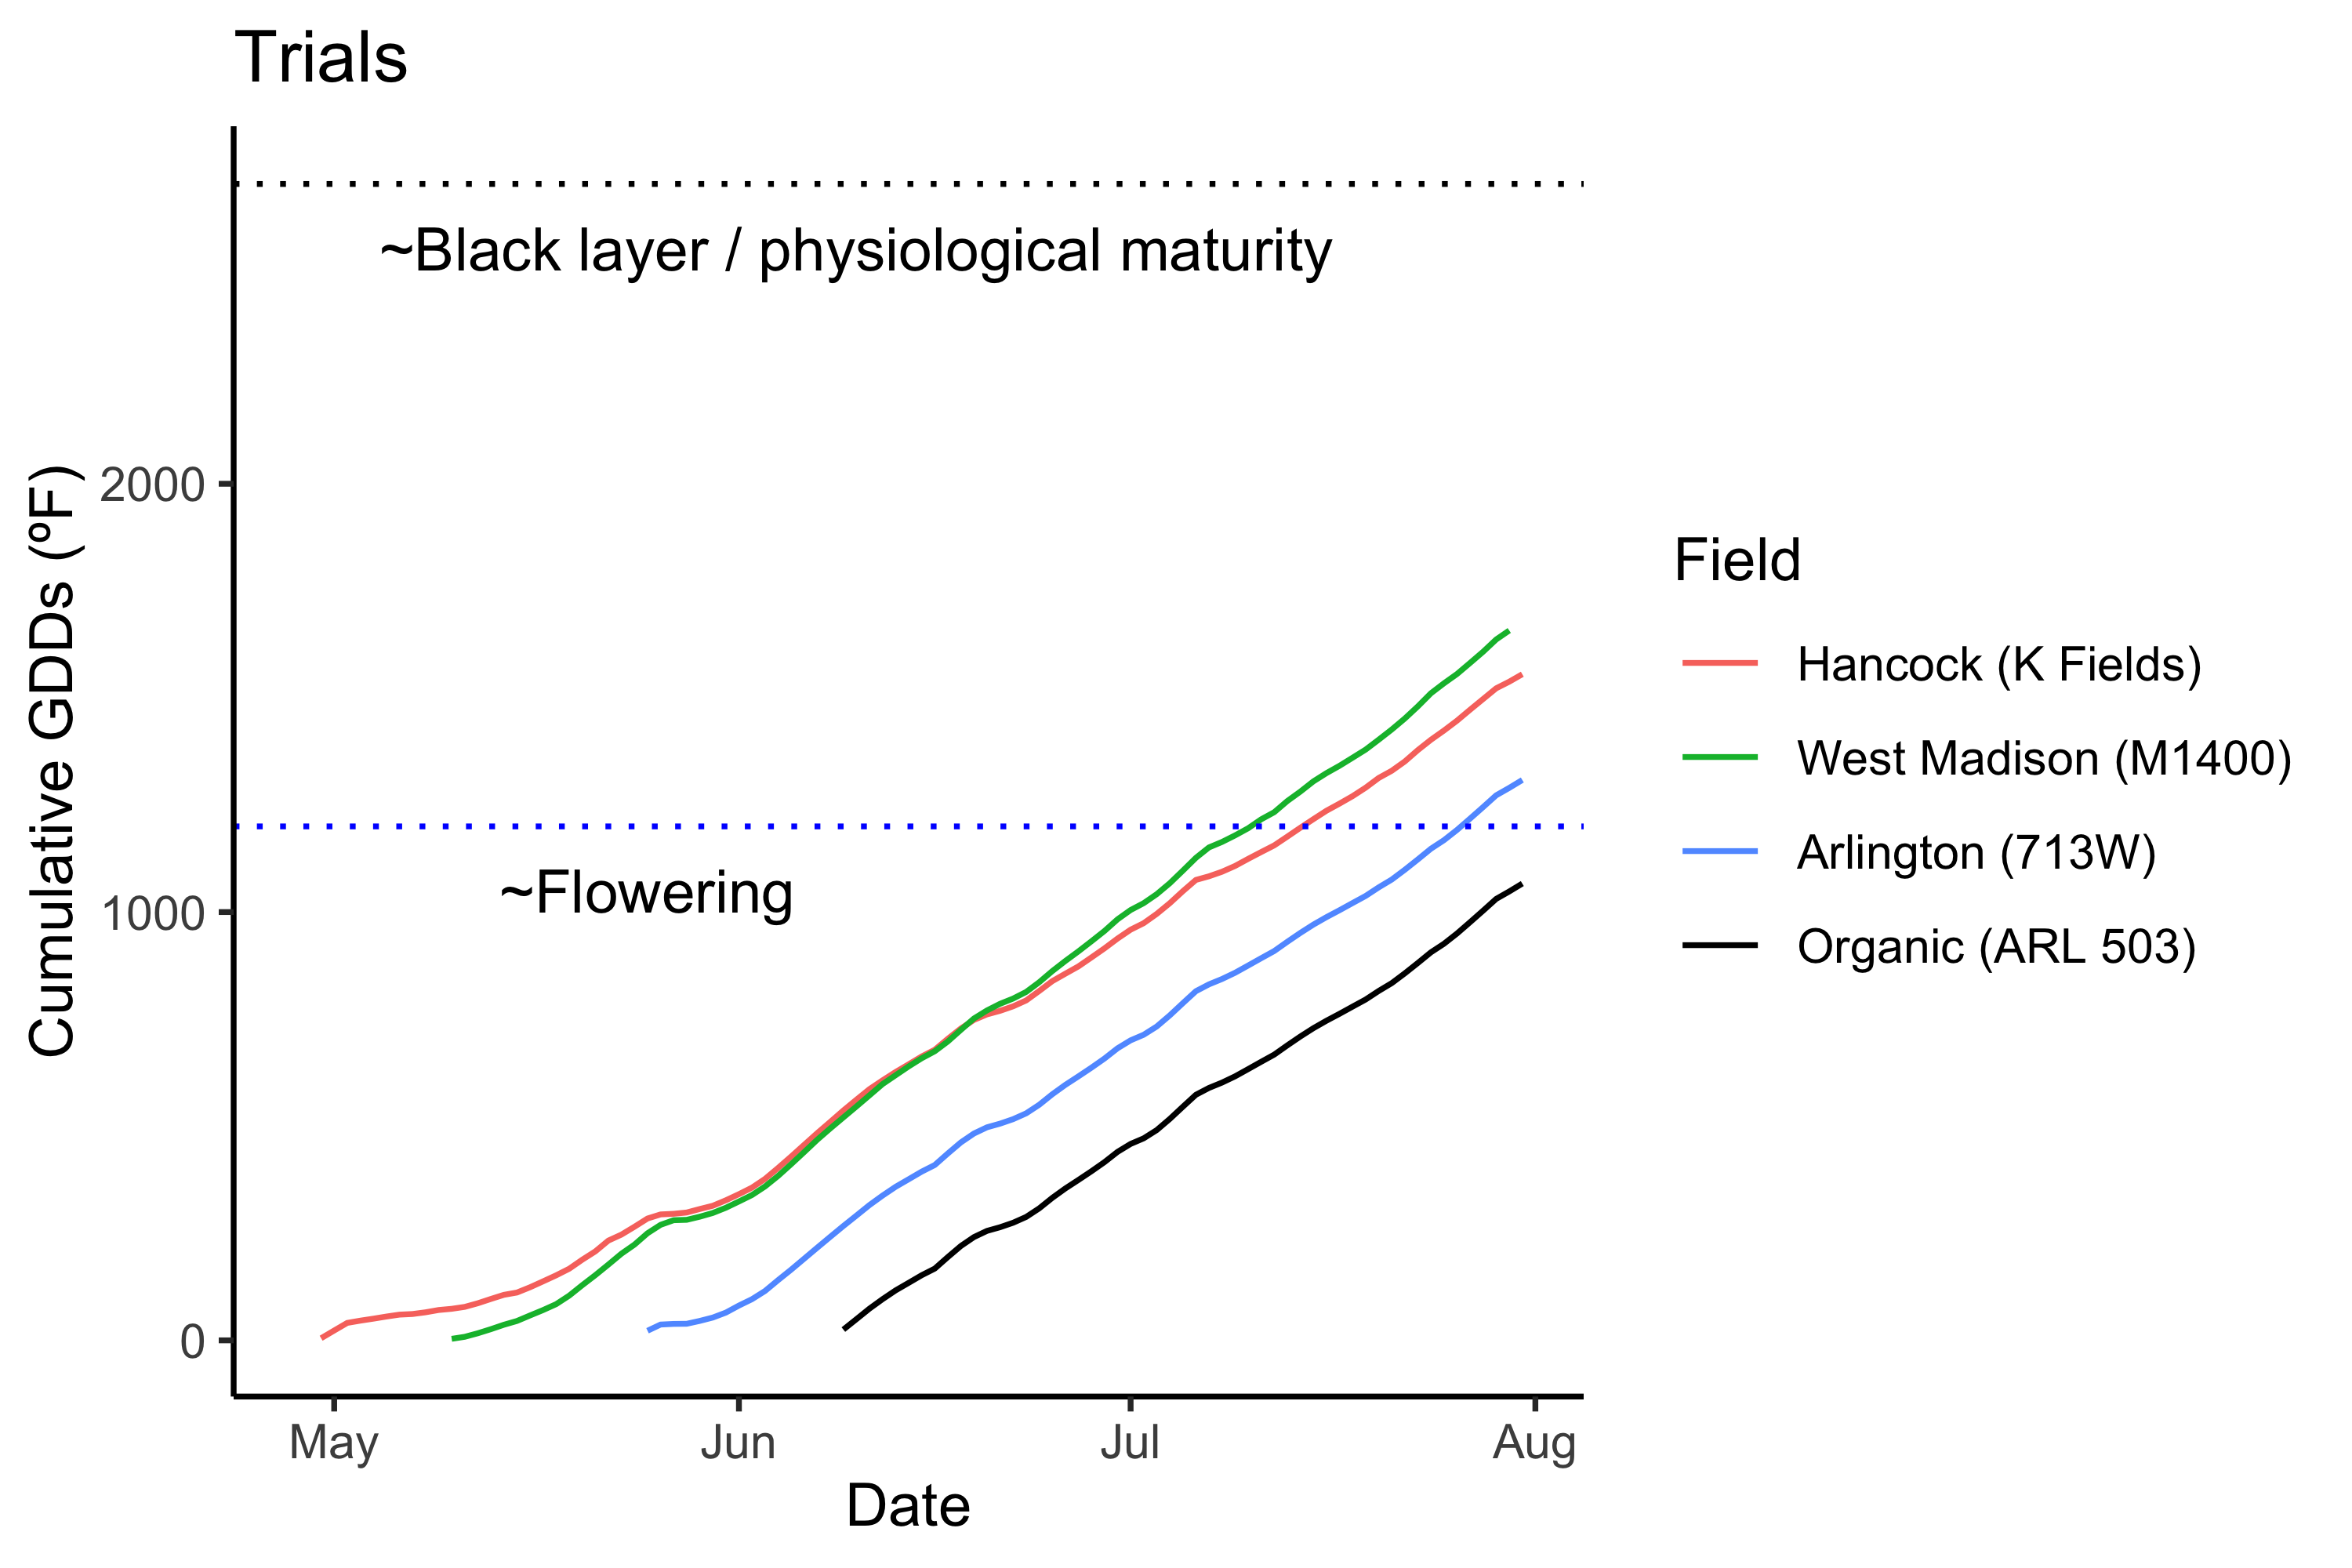 Trials
~Black layer / physiological maturity
2000
1000
0
~Flowering
Cumulative GDDs (ºF)
May
Jun
Jul
Aug
Date
Field
Hancock (K Fields)
West Madison (M1400)
Arlington (713W)
Organic (ARL 503)